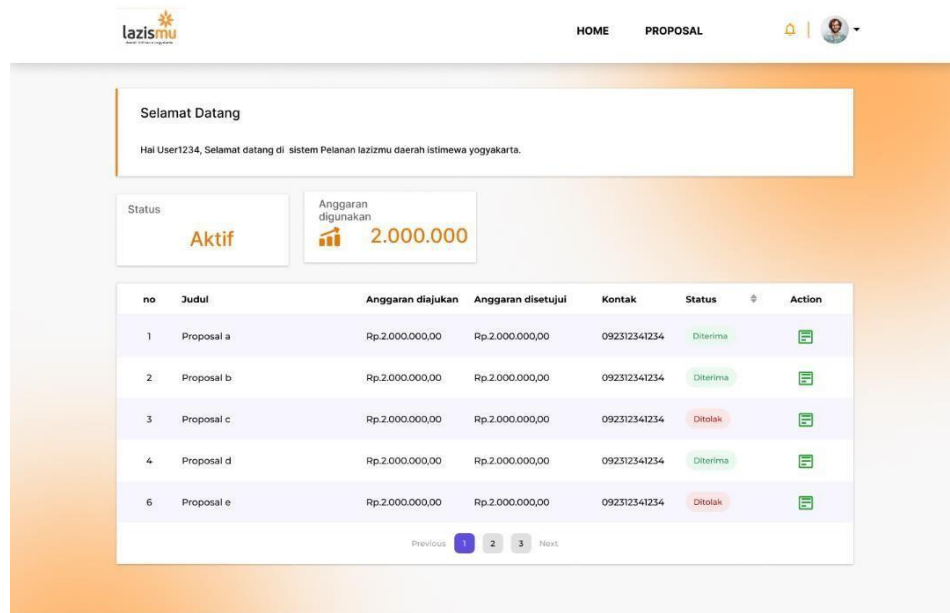 lazismu
HOME
PROPOSAL
Selamat Datang
Hai User1234, Selamat datang di sistem Pelanan lazizmu daerah istimewa yogyakarta.
Status
Aktif
Anggaran
digunakan
2.000.000
no Judul Anggaran diajukan Anggaran disetujui Kontak Status Action
1 Proposal a Rp.2.000.000,00 Rp.2.000.000,00 092312341234 Diterima
2 Proposal b Rp.2.000.000,00 Rp.2.000.000,00 092312341234 Diterima
3 Proposal c Rp.2.000.000,00 Rp.2.000.000,00 092312341234 Ditolak
4 Proposal d Rp.2.000.000,00 Rp.2.000.000,00 092312341234 Diterima
6 Proposal e Rp.2.000.000,00 Rp.2.000.000,00 092312341234 Ditolak
Previous 1 2 3 Next